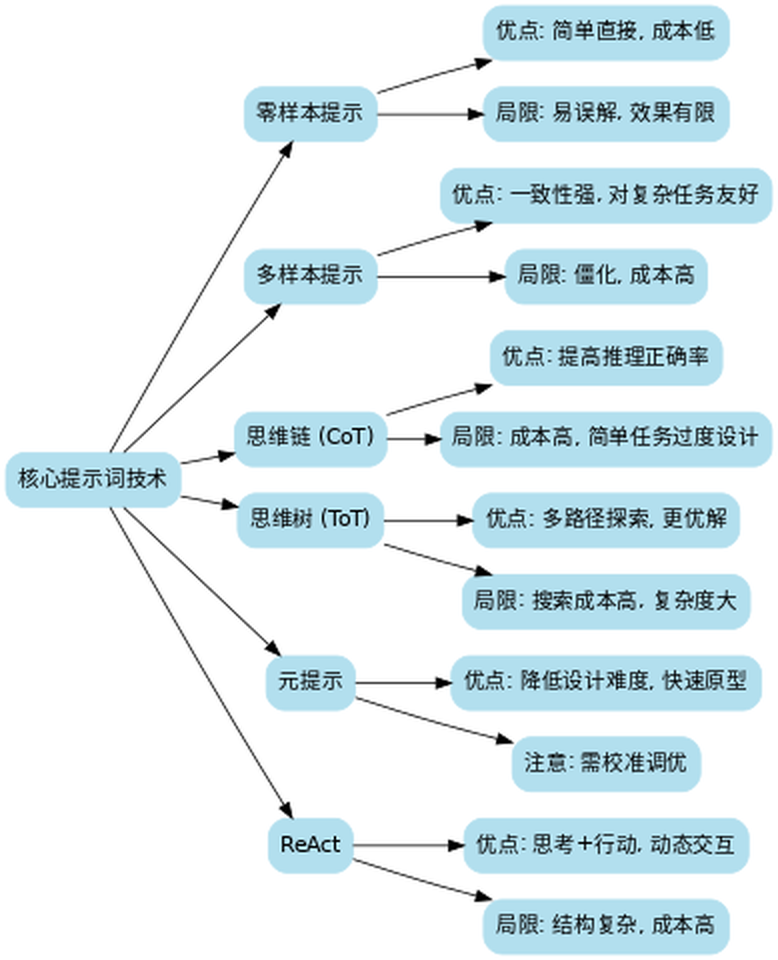 优点: 简单直接, 成本低
零样本提示
局限: 易误解, 效果有限
优点: 一致性强, 对复杂任务友好
多样本提示
局限: 僵化, 成本高
优点: 提高推理正确率
思维链 (CoT)
局限: 成本高, 简单任务过度设计
核心提示词技术
思维树 (ToT)
优点: 多路径探索, 更优解
局限: 搜索成本高, 复杂度大
元提示
优点: 降低设计难度, 快速原型
注意: 需校准调优
ReAct
优点: 思考+行动, 动态交互
局限: 结构复杂, 成本高